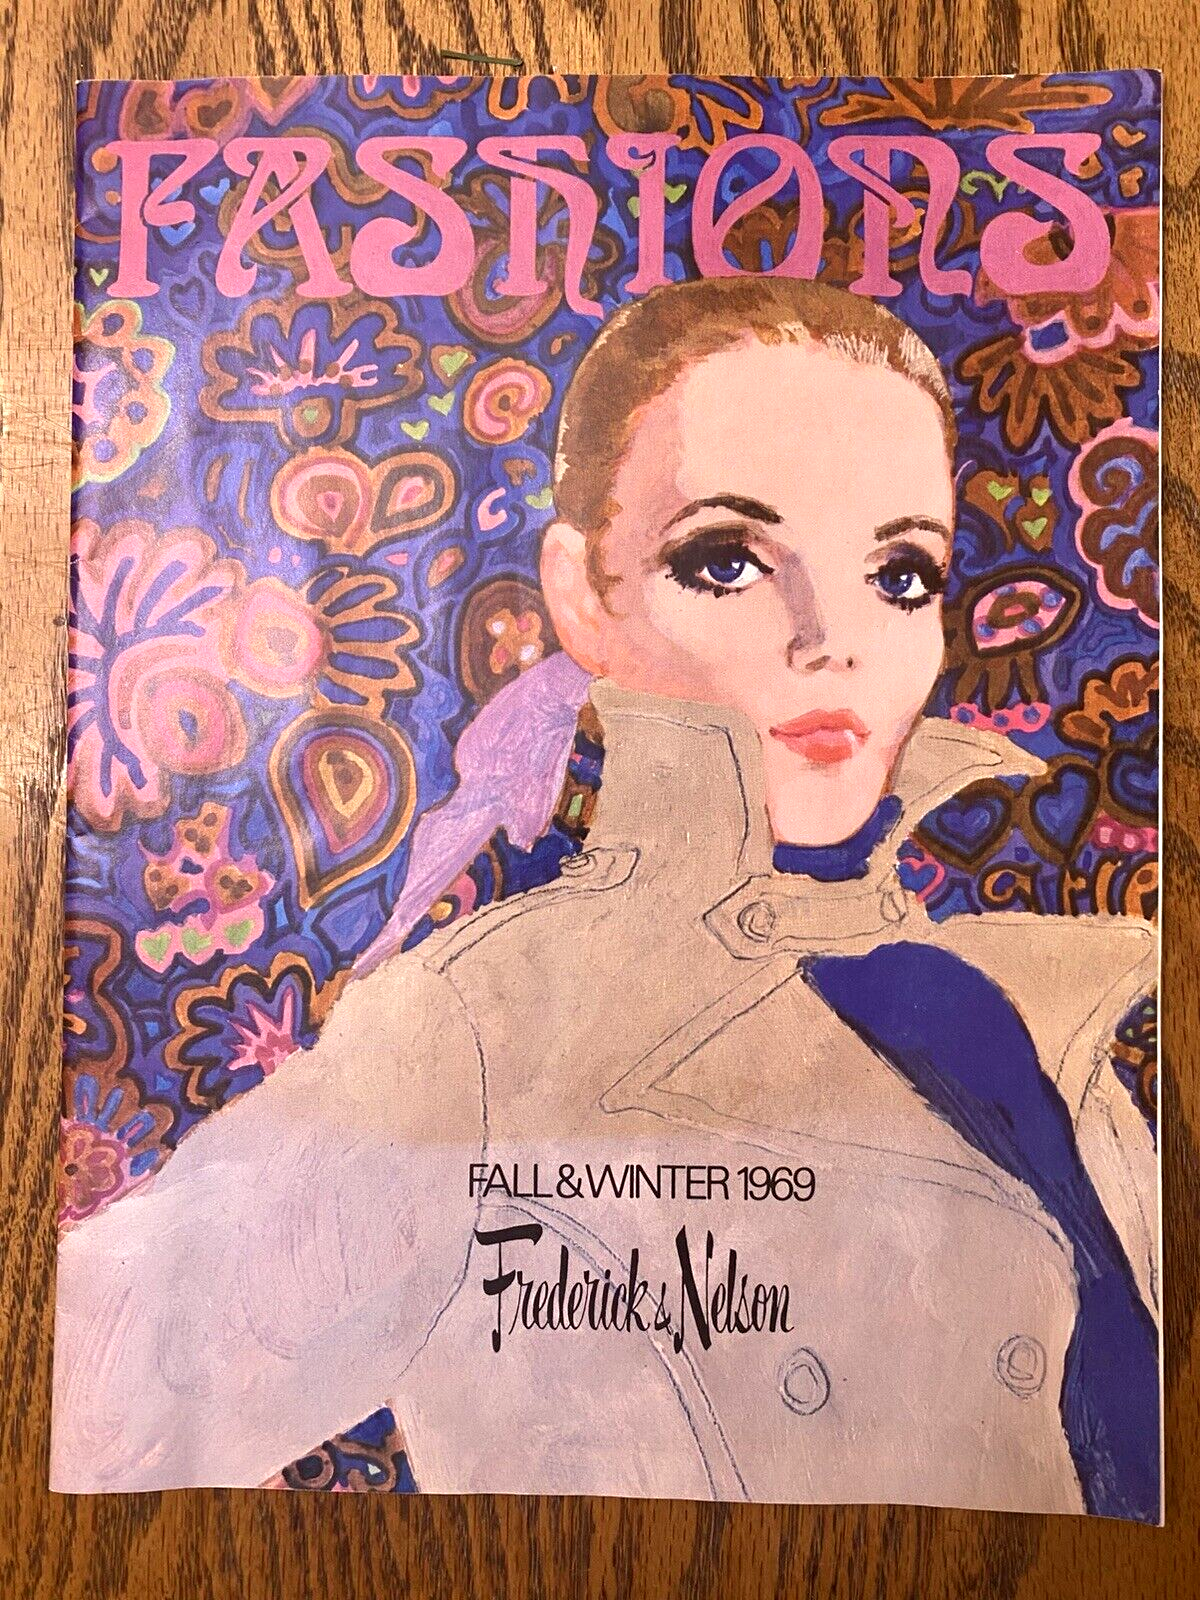 FASHIONS
FALL & WINTER 1969
Frederick & Nelson